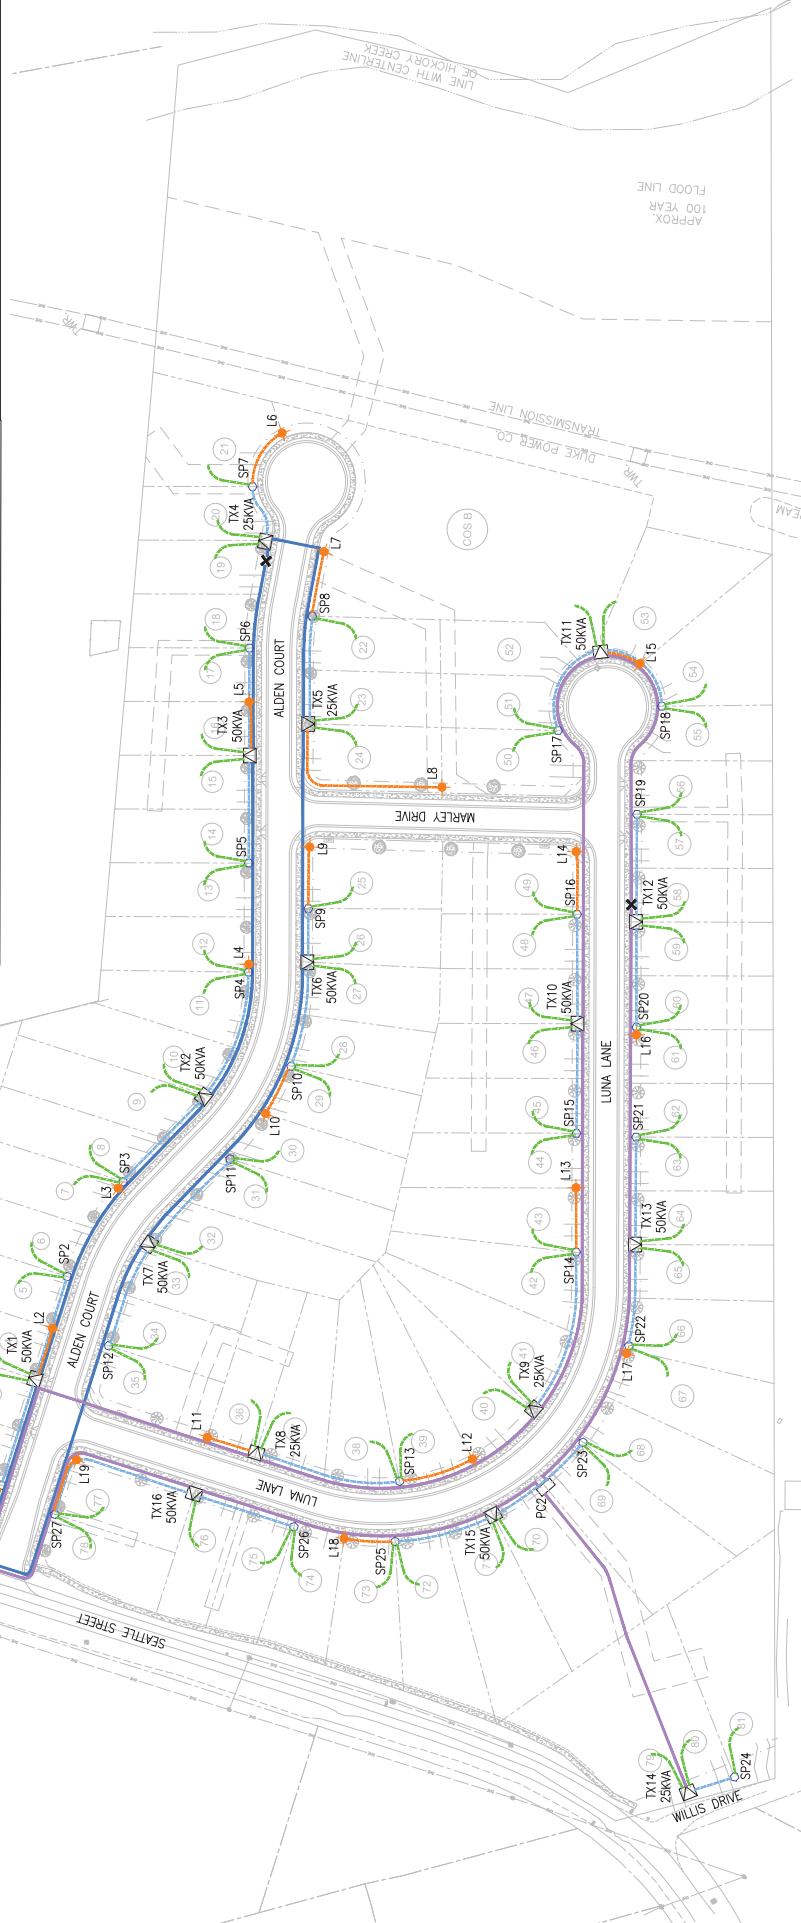 LINE WITH CENTERLINE
OF HICKORY CREEK
APPROX.
100 YEAR
FLOOD LINE
TWR.
TRANSMISSION LINE
DUKE POWER CO
TWR.
L6
21
SP7
20
TX4
25KVA
19
L7
COS B
18
SP6
17
SP8
22
ALDEN COURT
L5
TX3
50KVA
16
15
TX5
25KVA
23
24
L8
MARLEY DRIVE
14
SP5
13
L9
SP9
25
12
L4
SP4
11
TX6
50KVA
26
27
10
TX2
50KVA
9
SP10
28
29
L10
8
SP3
7
L3
SP11
30
31
6
SP2
5
TX7
50KVA
32
33
L2
TX1
50KVA
ALDEN COURT
SP12
34
35
53
TX11
50KVA
52
L15
54
SP18
55
51
SP17
50
SP19
56
57
L14
49
SP16
48
TX12
50KVA
58
59
47
TX10
50KVA
46
SP20
60
L16
61
LUNA LANE
45
SP15
44
SP21
62
63
L13
43
SP14
42
TX13
50KVA
64
65
SP22
66
L17
67
41
TX9
25KVA
40
L11
36
TX8
25KVA
38
SP13
39
L12
LUNA LANE
L19
SP27
77
78
TX16
50KVA
76
SP26
75
74
L18
SP25
73
72
TX15
50KVA
70
PC2
SP23
68
69
SEATTLE STREET
79
80
81
TX14
25KVA
SP24
WILLIS DRIVE